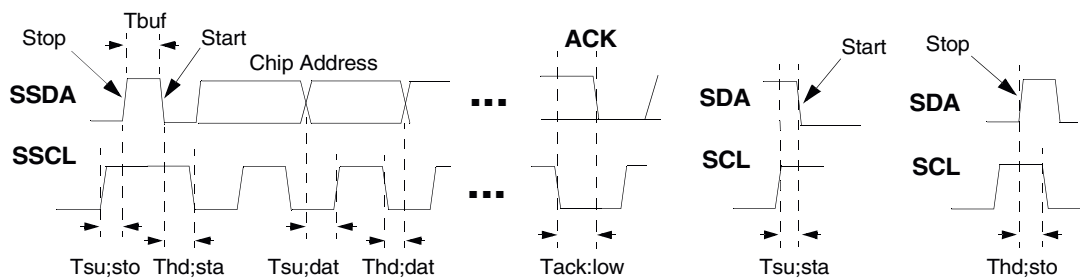 Tbuf
Stop
Start
Chip Address
ACK
SSDA
...
SDA
Start
Stop
SDA
SSCL
...
SCL
SCL
Tsu;sto Thd;sta Tsu;dat Thd;dat Tack:low Tsu;sta Thd;sto